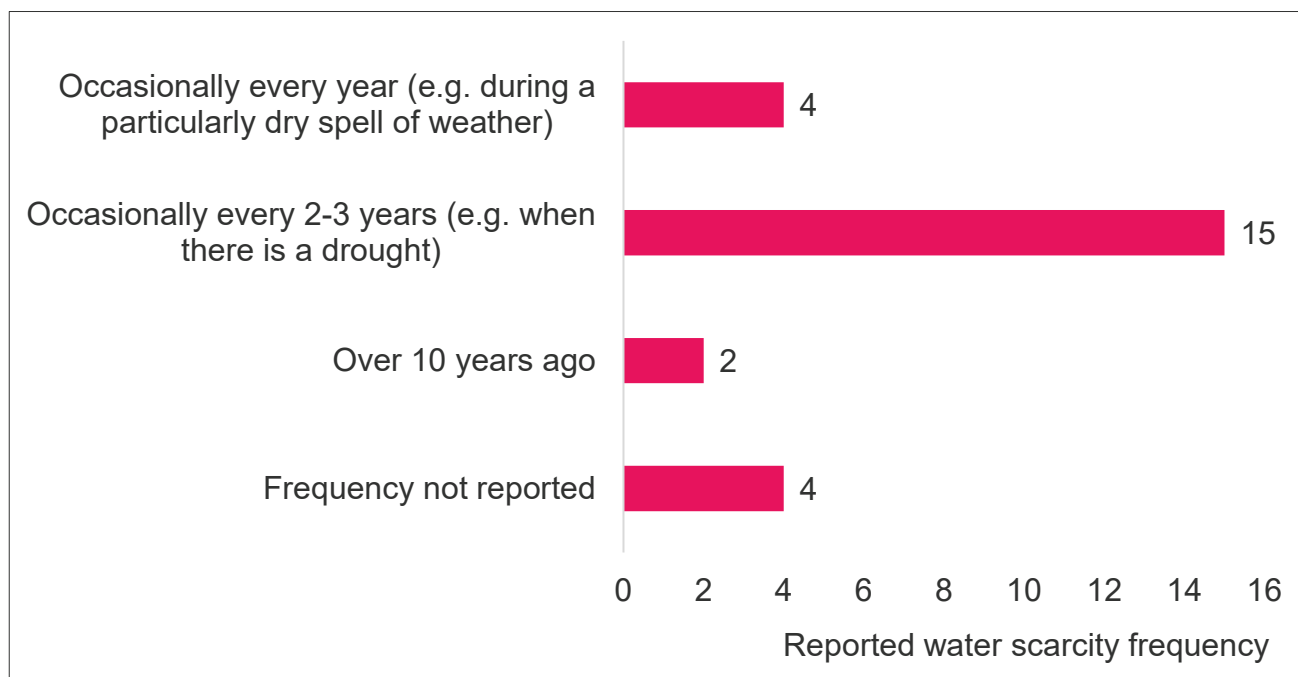 Occasionally every year (e.g. during a
particularly dry spell of weather)
4
Occasionally every 2-3 years (e.g. when
there is a drought)
15
Over 10 years ago
2
Frequency not reported
4
0 2 4 6 8 10 12 14 16
Reported water scarcity frequency